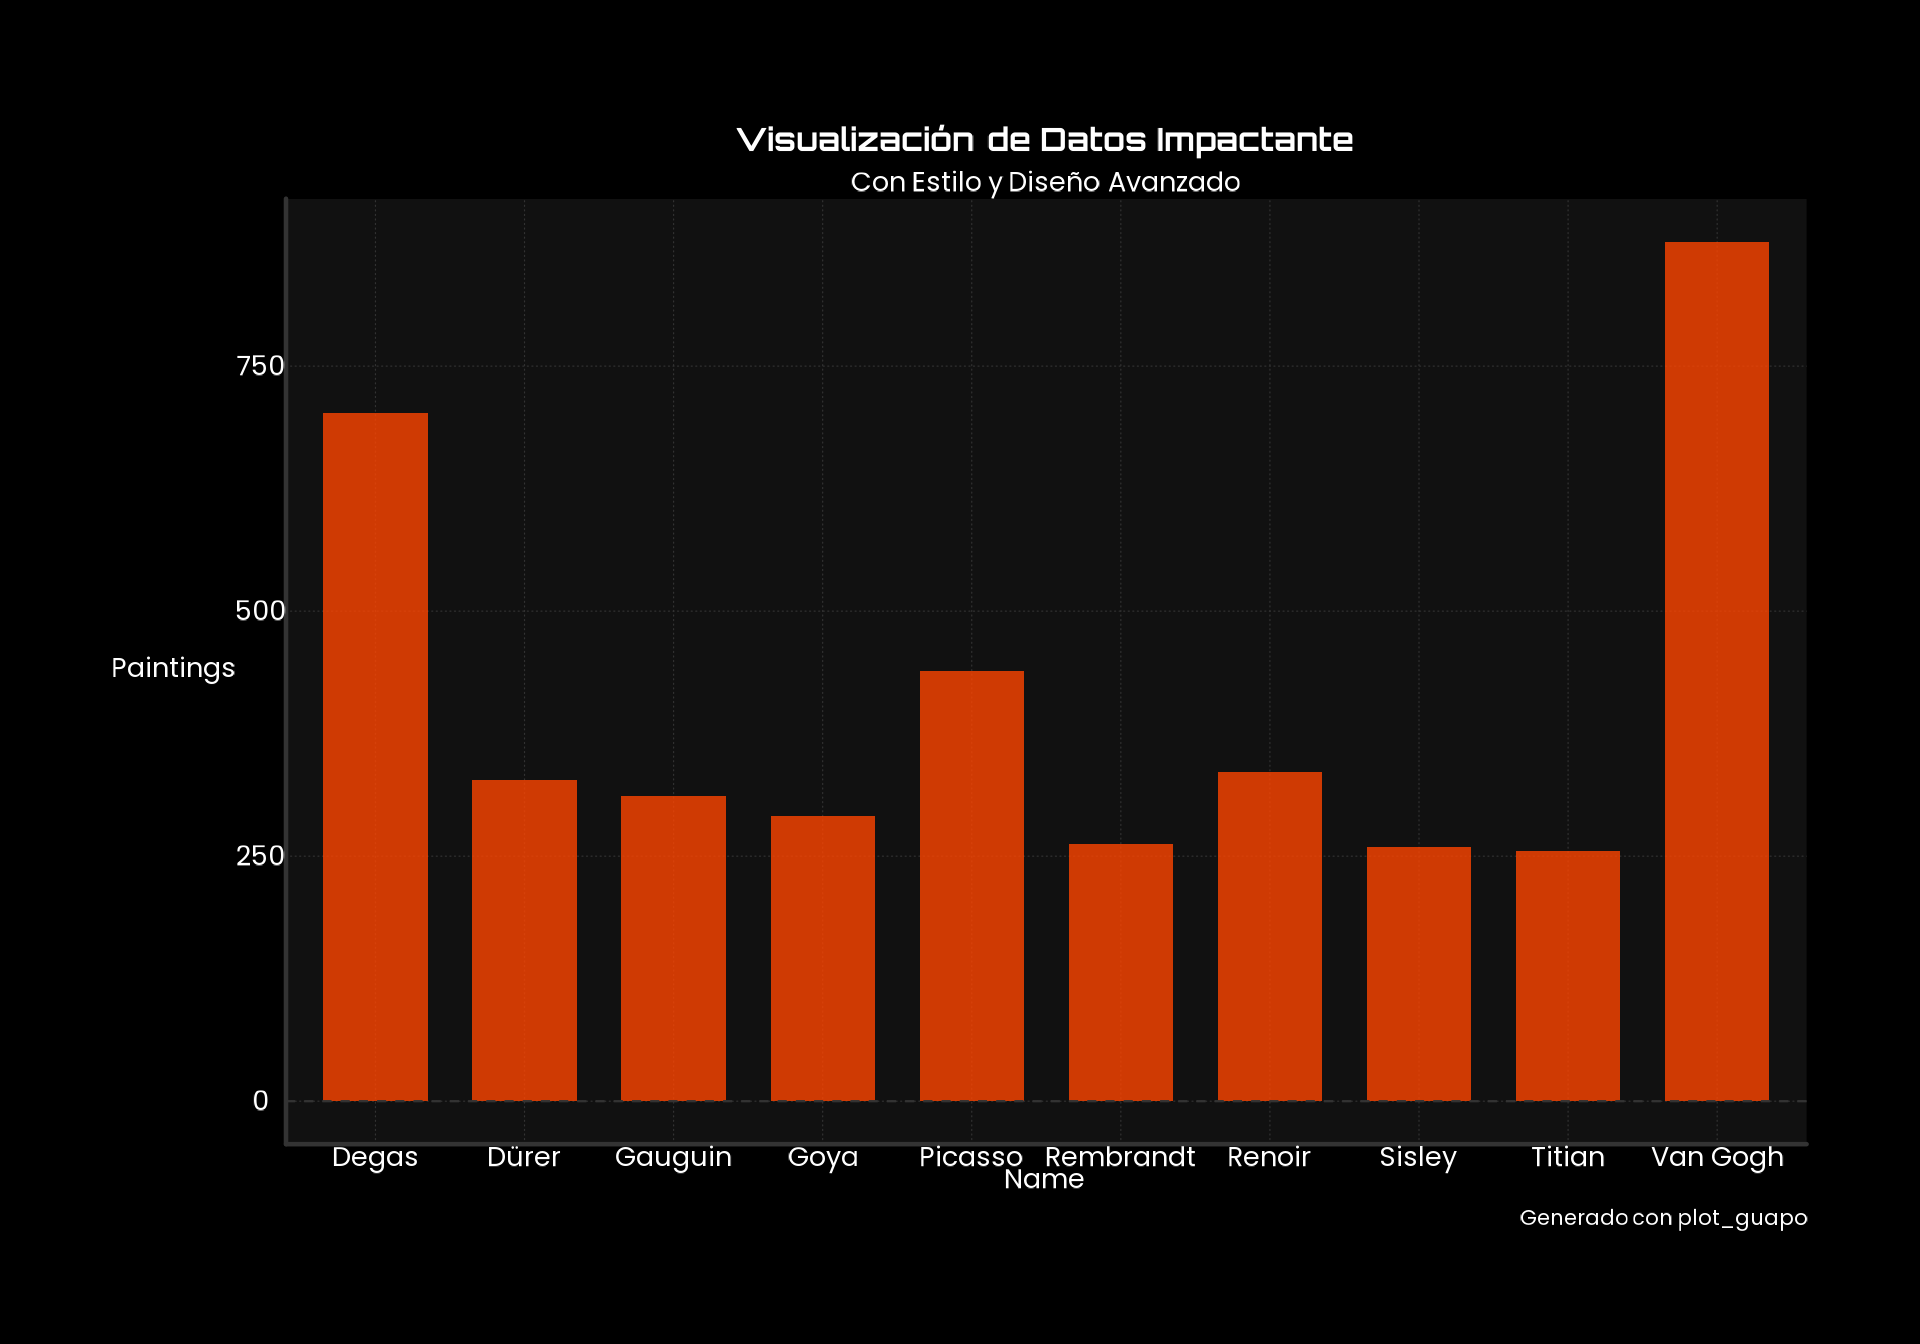 Visualización de Datos Impactante
Con Estilo y Diseño Avanzado
750
500
Paintings
250
0
Degas Dürer Gauguin Goya Picasso Rembrandt Renoir Sisley Titian Van Gogh
Name
Generado con plot_guapo